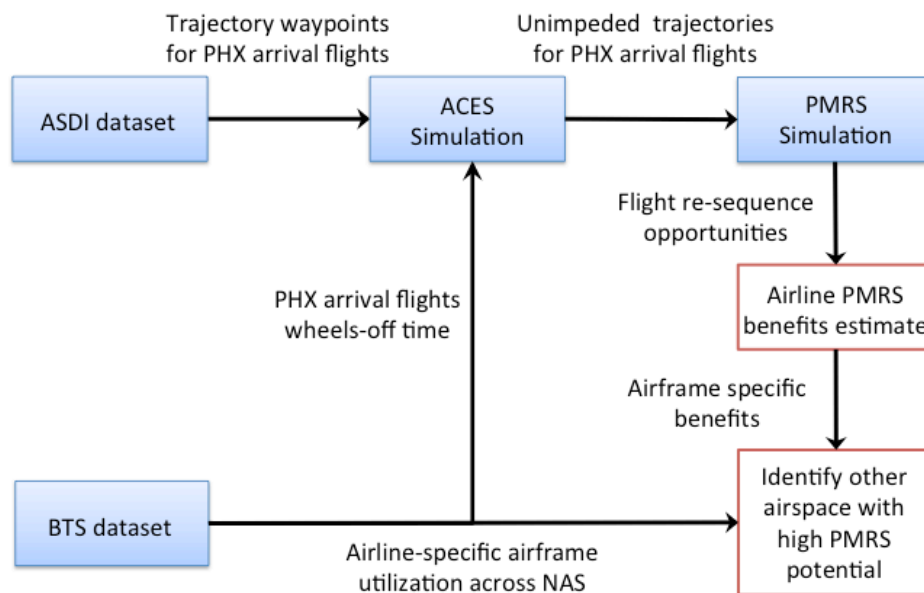 Trajectory waypoints
for PHX arrival flights
Unimpeded trajectories
for PHX arrival flights
ASDI dataset
ACES
Simulation
PMRS
Simulation
Flight re-sequence
opportunities
PHX arrival flights
wheels-off time
Airline PMRS
benefits estimate
Airframe specific
benefits
BTS dataset
Airline-specific airframe
utilization across NAS
Identify other
airspace with
high PMRS
potential